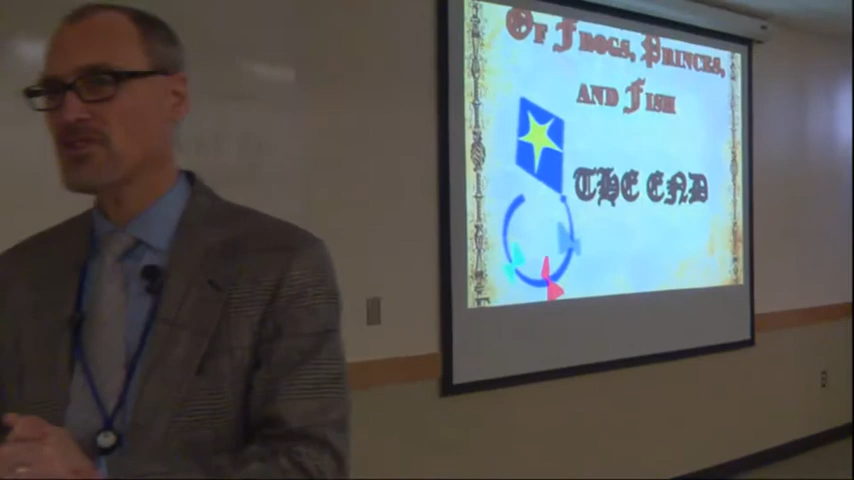 Of Frogs, Princes,
and Fish
The End